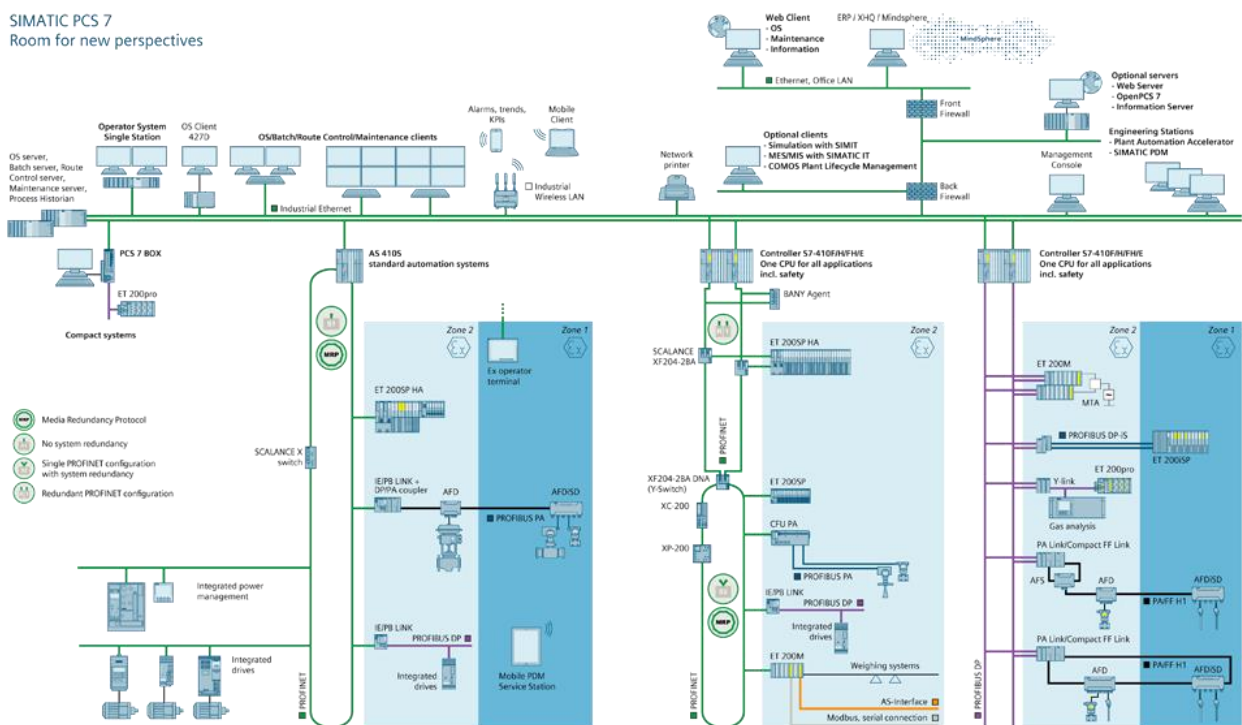 SIMATIC PCS 7
Room for new perspectives
Web Client
- OS
- Maintenance
- Information
ERP / XHQ / Mindsphere
MindSphere
Ethernet, Office LAN
Optional servers
- Web Server
- OpenPCS 7
- Information Server
Front
Firewall
Operator System
Single Station
OS Client
427D
OS/Batch/Route Control/Maintenance clients
Alarms, trends,
KPIs
Mobile
Client
Optional clients
- Simulation with SIMIT
- MES/MIS with SIMATIC IT
- COMOS Plant Lifecycle Management
Engineering Stations
- Plant Automation Accelerator
- SIMATIC PDM
OS server,
Batch server, Route
Control server,
Maintenance server,
Process Historian
Network
printer
Management
Console
Industrial
Wireless LAN
Back
Firewall
Industrial Ethernet
PCS 7 BOX
AS 410S
standard automation systems
Controller S7-410F/H/FH/E
One CPU for all applications
incl. safety
Controller S7-410F/H/FH/E
One CPU for all applications
incl. safety
ET 200pro
Compact systems
BANY Agent
Zone 2
Zone 1
Zone 2
Zone 2
Zone 1
MRP
Ex operator
terminal
SCALANCE
XF204-2BA
ET 200SP HA
ET 200M
MTA
ET 200SP HA
Media Redundancy Protocol
No system redundancy
Single PROFINET configuration
with system redundancy
Redundant PROFINET configuration
SCALANCE X
switch
PROFINET
PROFIBUS DP-iS
ET 200iSP
IE/PB LINK +
DP/PA coupler
AFD
AFDiSD
PROFIBUS PA
XF204-2BA DNA
(Y-Switch)
ET 200SP
XC-200
CFU PA
XP-200
PROFIBUS PA
Y-link
ET 200pro
Gas analysis
PA Link/Compact FF Link
AFS
AFD
AFDiSD
PA/FF H1
Integrated power
management
IE/PB LINK
PROFIBUS DP
MRP
Integrated
drives
IE/PB LINK
PROFIBUS DP
Integrated
drives
Integrated
drives
Mobile PDM
Service Station
PROFINET
ET 200M
Weighing systems
AS-Interface
Modbus, serial connection
PROFINET
PROFIBUS DP
PA Link/Compact FF Link
AFD
PA/FF H1
AFDiSD